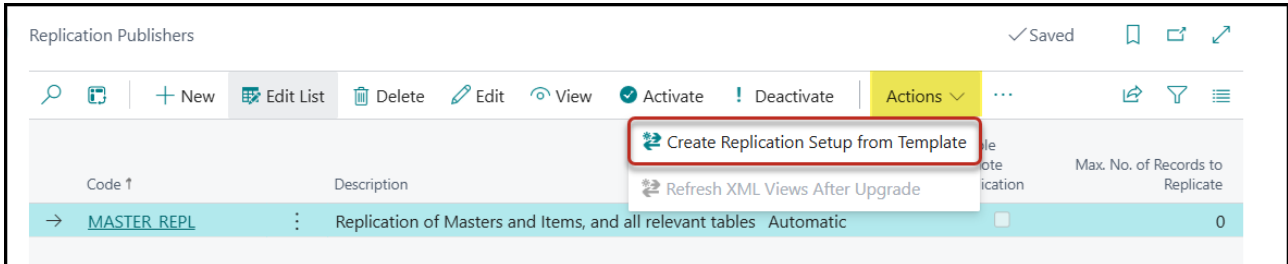 Replication Publishers
Saved
New
Edit List
Delete
Edit
View
Activate
Deactivate
Actions
Create Replication Setup from Template
Refresh XML Views After Upgrade
Code ↑
Description
Max. No. of Records to
Replicate
MASTER_REPL
Replication of Masters and Items, and all relevant tables
Automatic
0